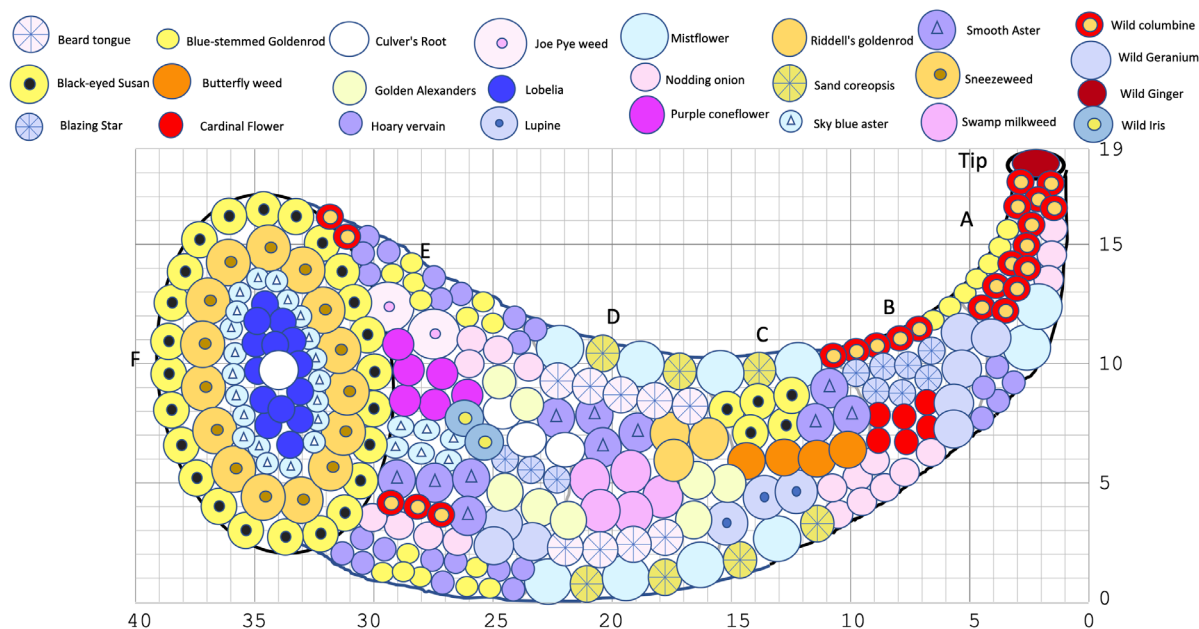 Beard tongue
Blue-stemmed Goldenrod
Culver's Root
Joe Pye weed
Mistflower
Riddell's goldenrod
Smooth Aster
Wild columbine
Black-eyed Susan
Butterfly weed
Golden Alexanders
Lobelia
Nodding onion
Sand coreopsis
Sneezeweed
Wild Geranium
Blazing Star
Cardinal Flower
Hoary vervain
Lupine
Purple coneflower
Sky blue aster
Swamp milkweed
Wild Ginger
Wild Iris
Tip
19
A
15
E
D
C
B
F
10
5
0
40
35
30
25
20
15
10
5
0